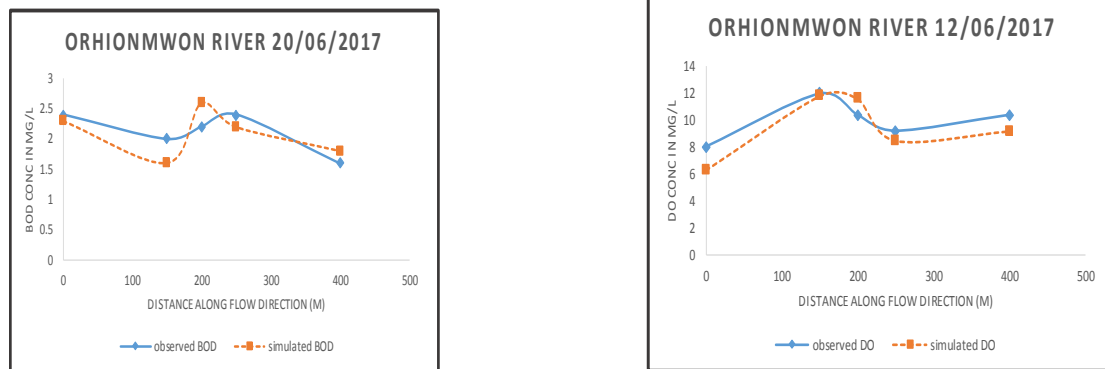 ORHIONMWON RIVER 20/06/2017
3
2.5
2
1.5
1
0.5
0
BOD CONC IN MG/L
0 100 200 300 400 500
DISTANCE ALONG FLOW DIRECTION (M)
observed BOD simulated BOD
ORHIONMWON RIVER 12/06/2017
14
12
10
8
6
4
2
0
DO CONC IN MG/L
0 100 200 300 400 500
DISTANCE ALONG FLOW DIRECTION (M)
observed DO simulated DO